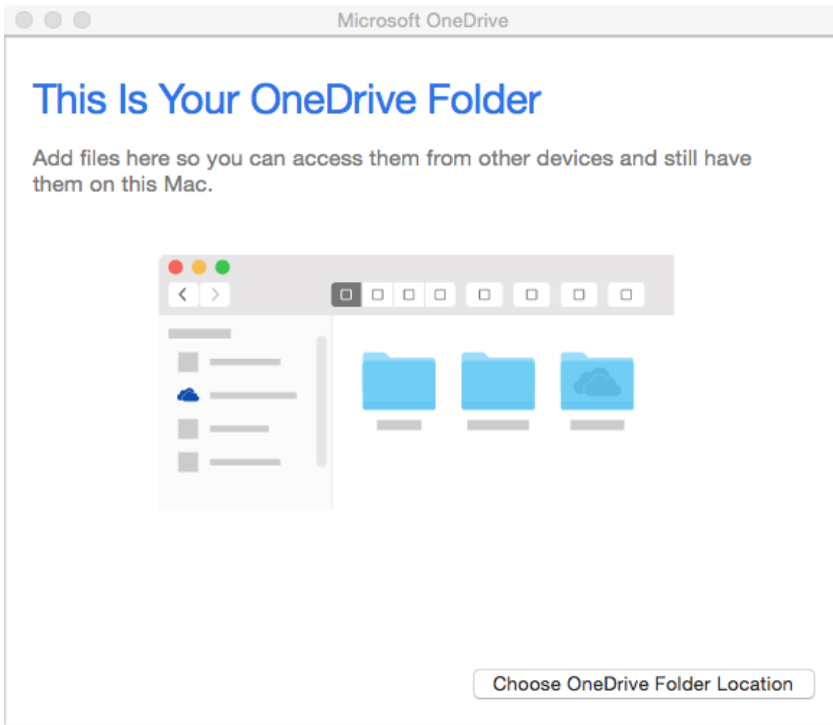 Microsoft OneDrive
This Is Your OneDrive Folder
Add files here so you can access them from other devices and still have
them on this Mac.
Choose OneDrive Folder Location